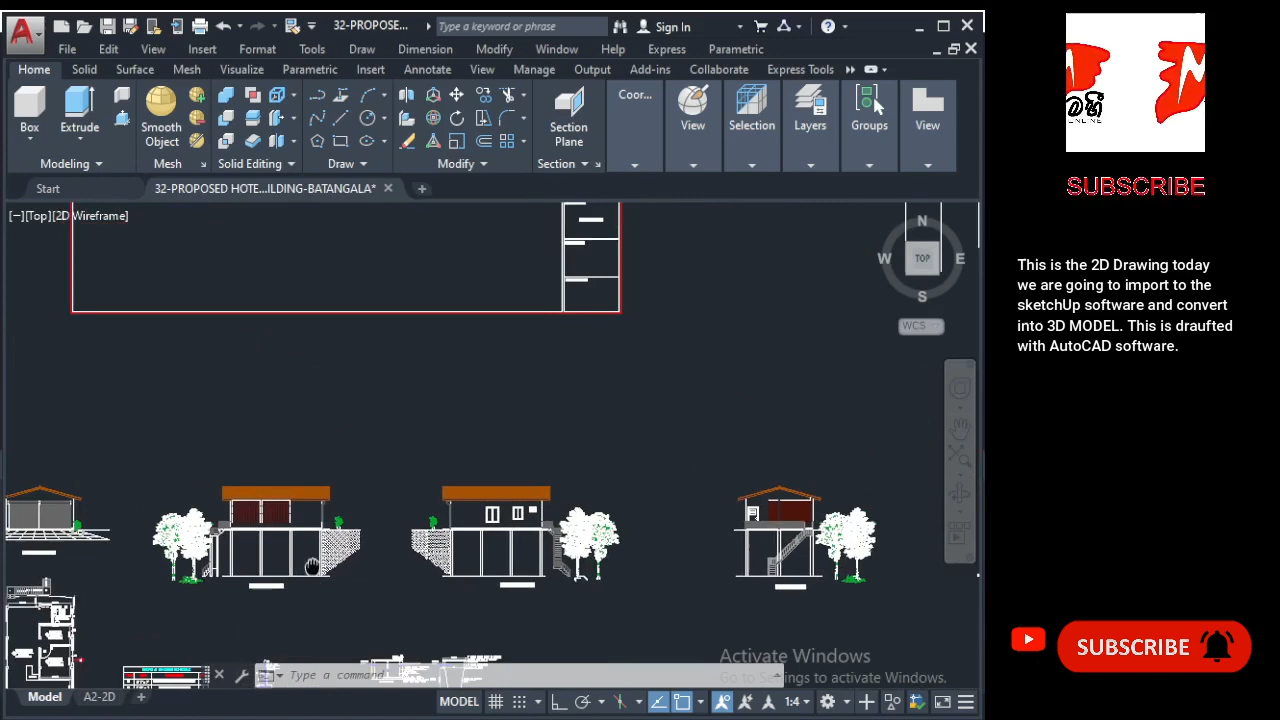 32-PROPOSE...
Type a keyword or phrase
Sign In
File Edit View Insert Format Tools Draw Dimension Modify Window Help Express Parametric
Home Solid Surface Mesh Visualize Parametric Insert Annotate View Manage Output Add-ins Collaborate Express Tools
Box Extrude Smooth Object Section Plane Coor... View Selection Layers Groups View
Modeling Mesh Solid Editing Draw Modify Section
Start 32-PROPOSED HOTE...ILDING-BATANGALA*
[−][Top][2D Wireframe]
N
W TOP E
S
WCS
Type a command
Activate Windows
Go to Settings to activate Windows.
Model A2-2D
MODEL 1:4
SUBSCRIBE
This is the 2D Drawing today
we are going to import to the
sketchUp software and convert
into 3D MODEL. This is draufted
with AutoCAD software.
SUBSCRIBE